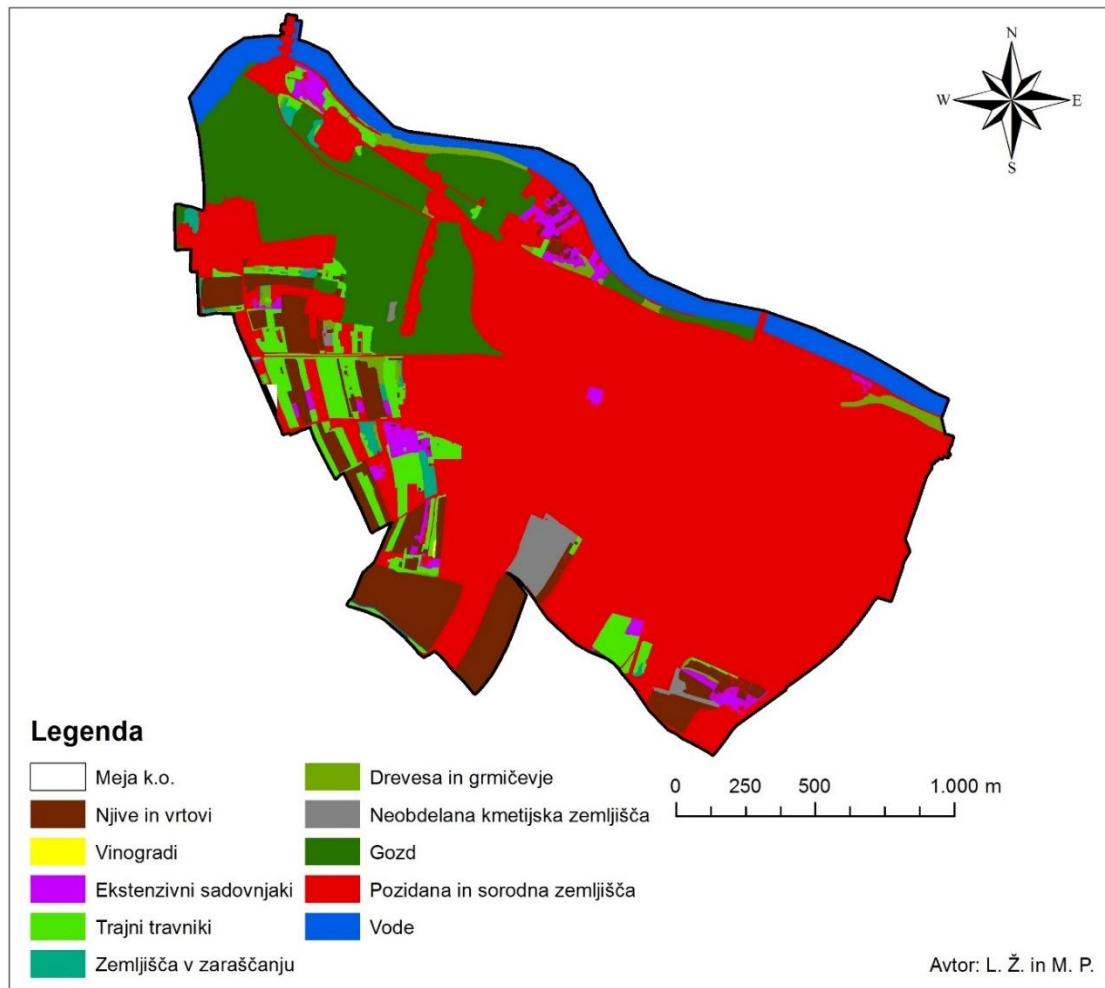 N
W E
S
Legenda
Meja k.o.
Njive in vrtovi
Vinogradi
Ekstenzivni sadovnjaki
Trajni travniki
Zemljišča v zaraščanju
Drevesa in grmičevje
Neobdelana kmetijska zemljišča
Gozd
Pozidana in sorodna zemljišča
Vode
0 250 500 1.000 m
Avtor: L. Ž. in M. P.